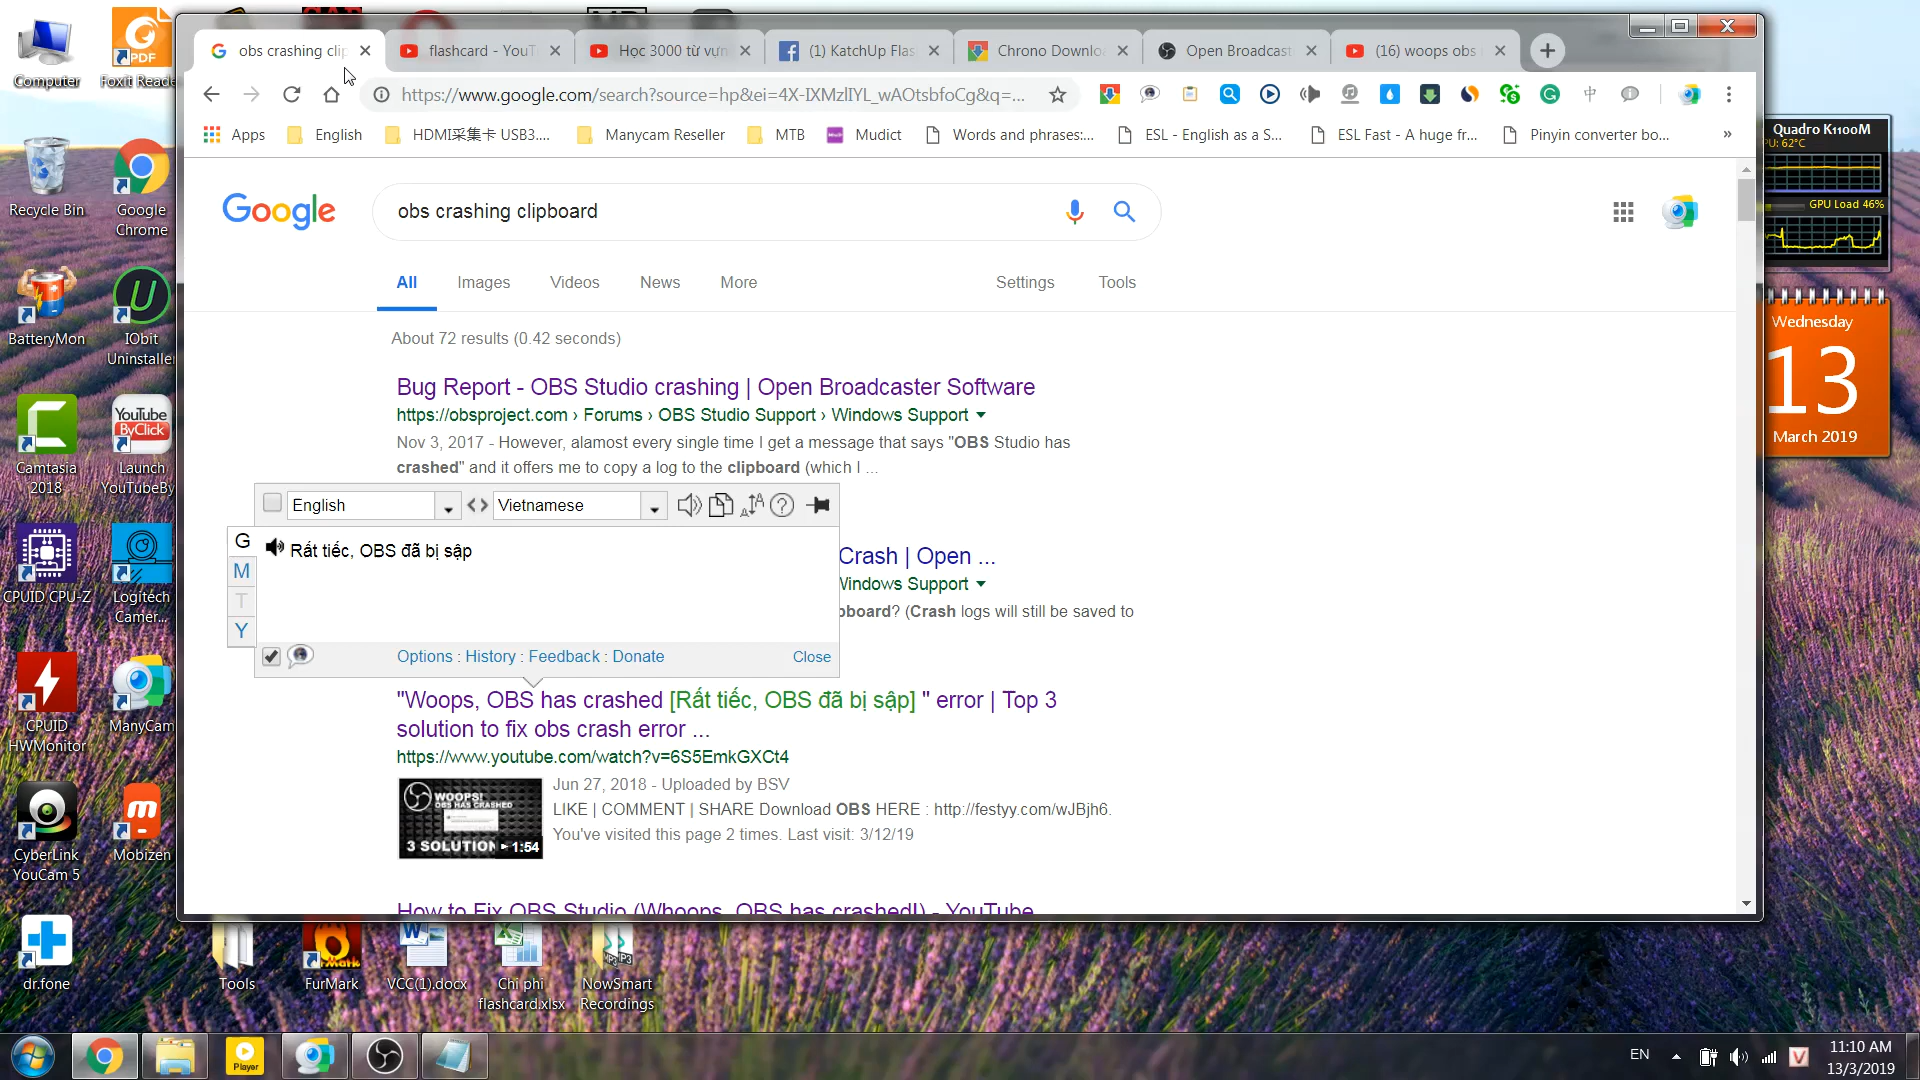 obs crashing clip
flashcard - YouT
Học 3000 từ vựn
(1) KatchUp Flas
Chrono Downlo
Open Broadcast
(16) woops obs
https://www.google.com/search?source=hp&ei=4X-IXMzlIYL_wAOtsbfoCg&q=...
Apps
English
HDMI采集卡 USB3....
Manycam Reseller
MTB
Mudict
Words and phrases:...
ESL - English as a S...
ESL Fast - A huge fr...
Pinyin converter bo...
»
Google
obs crashing clipboard
All
Images
Videos
News
More
Settings
Tools
About 72 results (0.42 seconds)
Bug Report - OBS Studio crashing | Open Broadcaster Software
https://obsproject.com › Forums › OBS Studio Support › Windows Support
Nov 3, 2017 - However, alamost every single time I get a message that says "OBS Studio has
crashed" and it offers me to copy a log to the clipboard (which I ...
English
Vietnamese
G
M
T
Y
Rất tiếc, OBS đã bị sập
Options : History : Feedback : Donate
Close
Crash | Open ...
Windows Support
pboard? (Crash logs will still be saved to
"Woops, OBS has crashed [Rất tiếc, OBS đã bị sập] " error | Top 3
solution to fix obs crash error ...
https://www.youtube.com/watch?v=6S5EmkGXCt4
WOOPS!
OBS HAS CRASHED
3 SOLUTION
1:54
Jun 27, 2018 - Uploaded by BSV
LIKE | COMMENT | SHARE Download OBS HERE : http://festyy.com/wJBjh6.
You've visited this page 2 times. Last visit: 3/12/19
How to Fix OBS Studio (Whoops, OBS has crashed!) - YouTube
Computer
PDF
Foxit Reade
Recycle Bin
Google
Chrome
BatteryMon
IObit
Uninstalle
Camtasia
2018
YouTube
ByClick
Launch
YouTubeBy
CPUID CPU-Z
Logitech
Camer...
CPUID
HWMonitor
ManyCam
CyberLink
YouCam 5
Mobizen
dr.fone
Tools
FurMark
VCC(1).docx
Chi phi
flashcard.xlsx
NowSmart
Recordings
Quadro K1100M
PU: 62°C
GPU Load 46%
Wednesday
13
March 2019
Player
EN
11:10 AM
13/3/2019